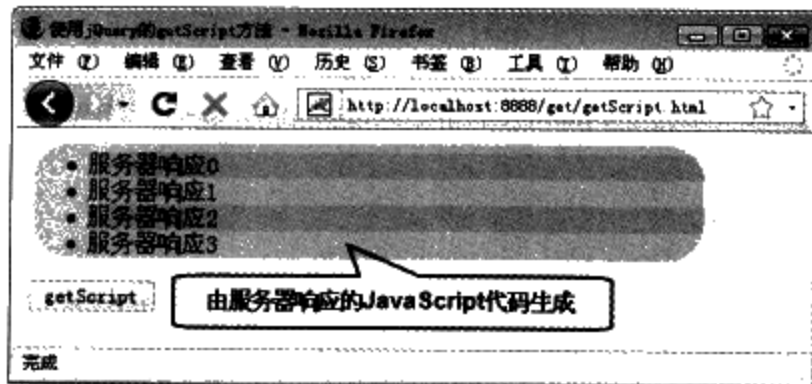 使用jQuery的getScript方法 - Mozilla Firefox
文件 (F) 编辑 (E) 查看 (V) 历史 (S) 书签 (B) 工具 (T) 帮助 (H)
http://localhost:8888/get/getScript.html
服务器响应0
服务器响应1
服务器响应2
服务器响应3
getScript
由服务器响应的JavaScript代码生成
完成